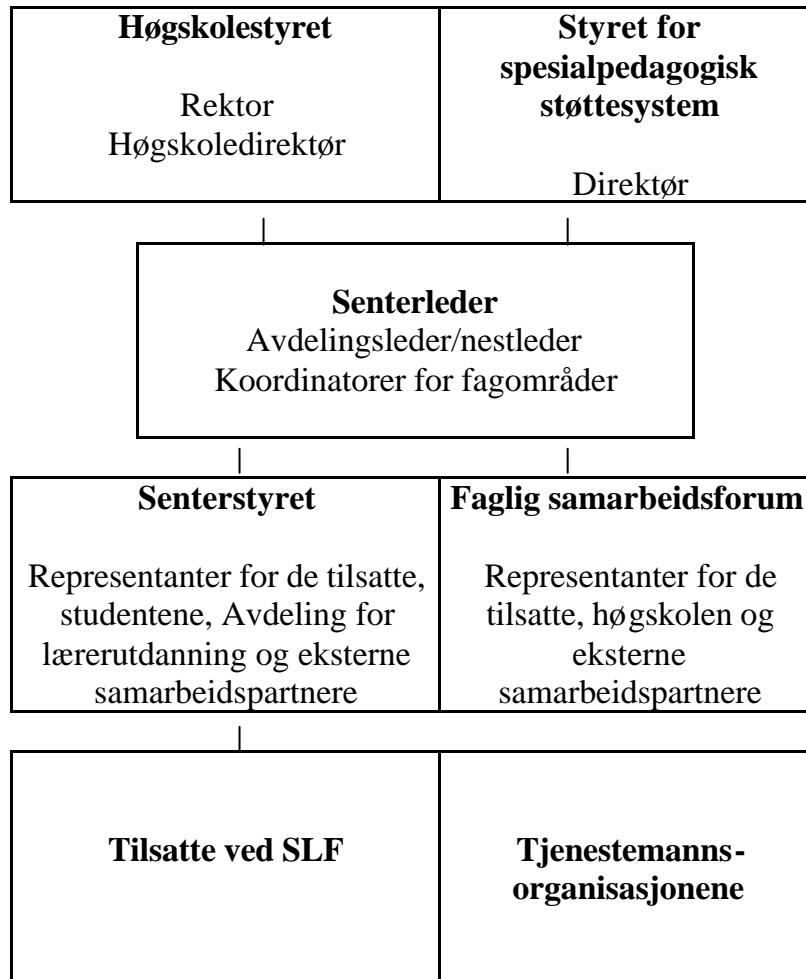 Høgskolestyret
Rektor
Høgskoledirektør
Styret for
spesialpedagogisk
støttesystem
Direktør
Senterleder
Avdelingsleder/nestleder
Koordinatorer for fagområder
Senterstyret
Representanter for de tilsatte,
studentene, Avdeling for
lærerutdanning og eksterne
samarbeidspartnere
Faglig samarbeidsforum
Representanter for de
tilsatte, høgskolen og
eksterne
samarbeidspartnere
Tilsatte ved SLF
Tjenestemanns-
organisasjonene